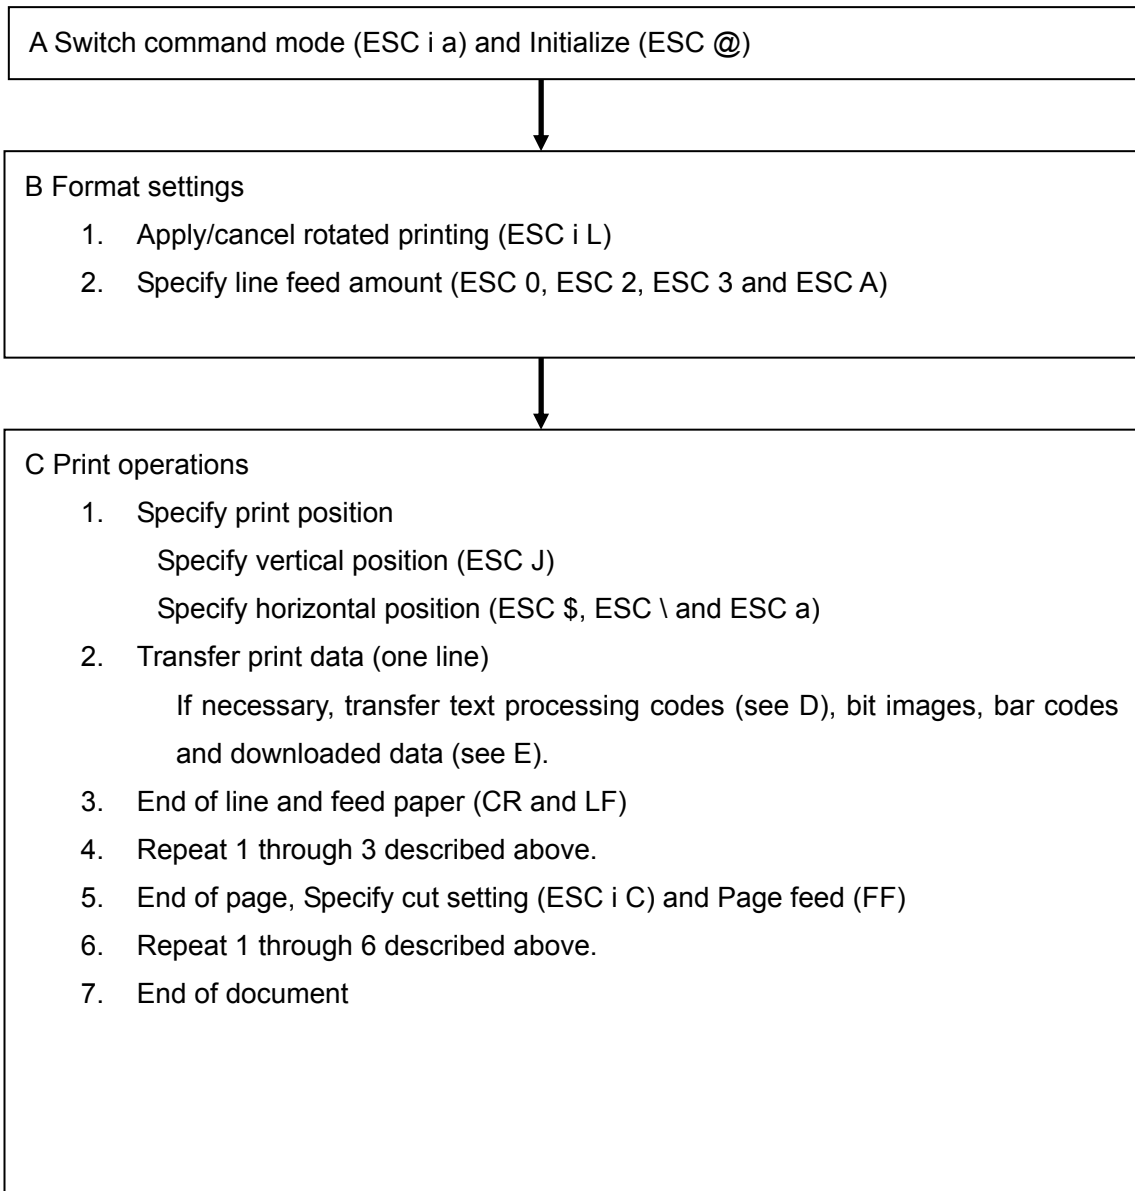 A Switch command mode (ESC i a) and Initialize (ESC @)
B Format settings
1. Apply/cancel rotated printing (ESC i L)
2. Specify line feed amount (ESC 0, ESC 2, ESC 3 and ESC A)
C Print operations
1. Specify print position
Specify vertical position (ESC J)
Specify horizontal position (ESC $, ESC \ and ESC a)
2. Transfer print data (one line)
If necessary, transfer text processing codes (see D), bit images, bar codes
and downloaded data (see E).
3. End of line and feed paper (CR and LF)
4. Repeat 1 through 3 described above.
5. End of page, Specify cut setting (ESC i C) and Page feed (FF)
6. Repeat 1 through 6 described above.
7. End of document